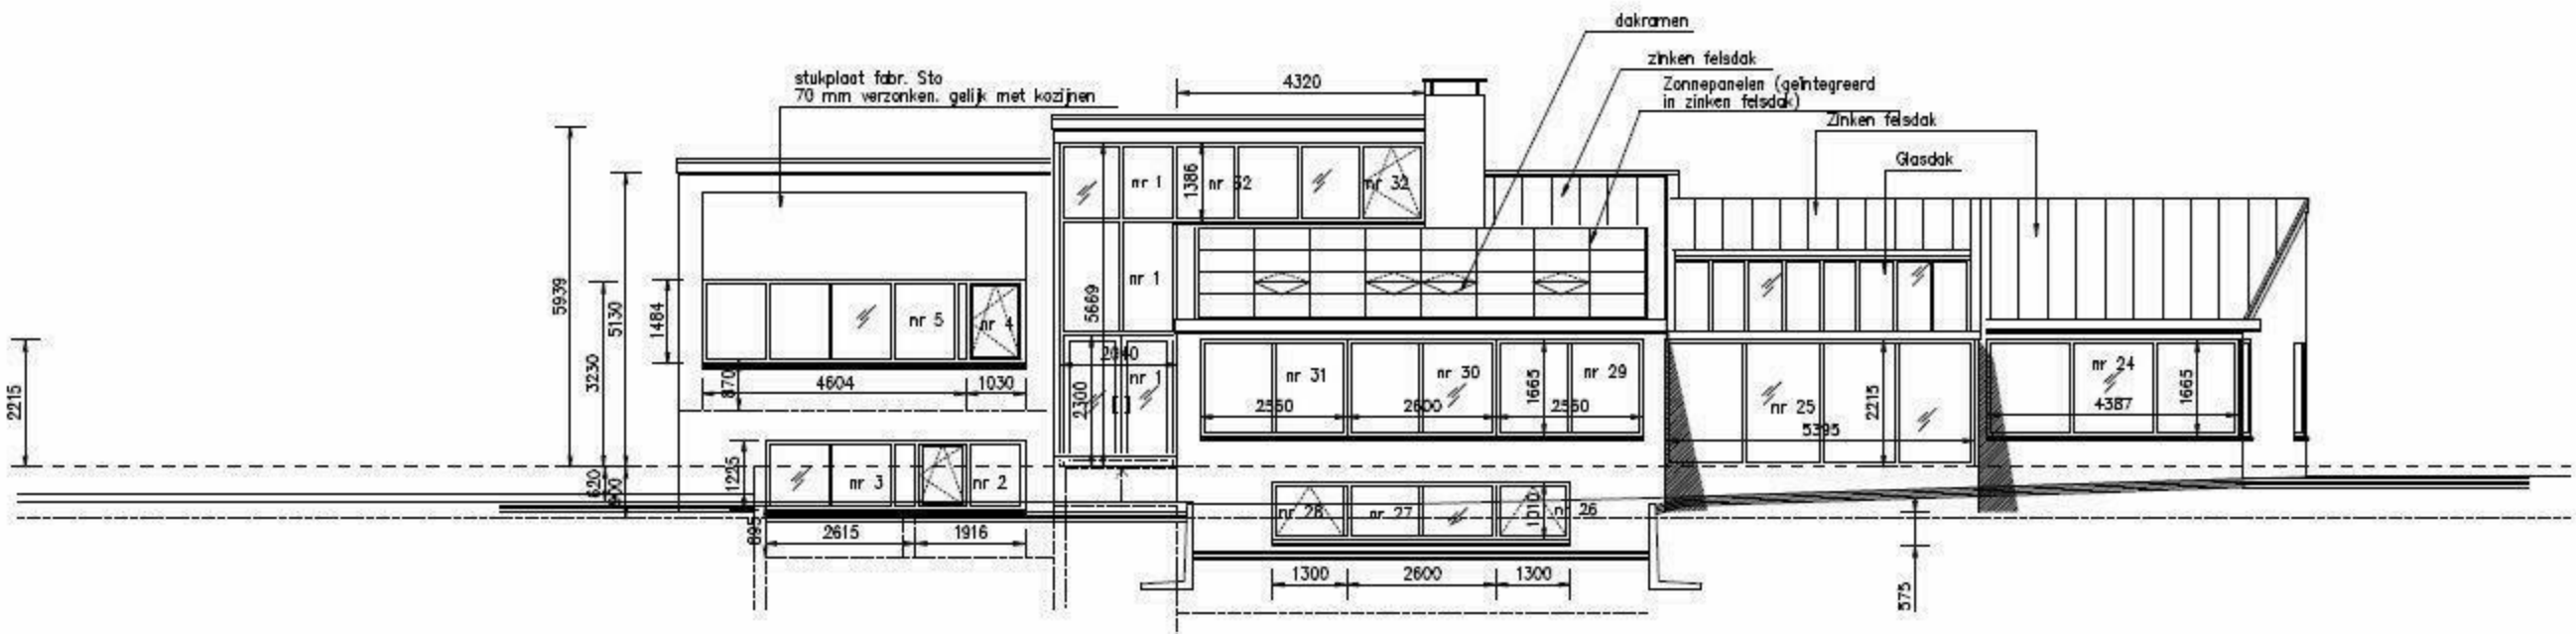 dakramen
zinken felsdak
stukplaat fabr. Sto
70 mm verzonken. gelijk met kozijnen
4320
Zonnepanelen (geïntegreerd
in zinken felsdak)
Zinken felsdak
Glasdak
nr 1
1386
nr 32
nr 1
5939
5130
3230
1484
2215
5669
nr 5
nr 4
2040
nr 1
2300
870
4604
1030
nr 31
nr 30
nr 29
1665
2550
2600
2550
nr 25
2215
5395
nr 24
1665
4387
1225
620
900
nr 3
nr 2
895
2615
1916
nr 28
nr 27
1010
nr 26
1300
2600
1300
575